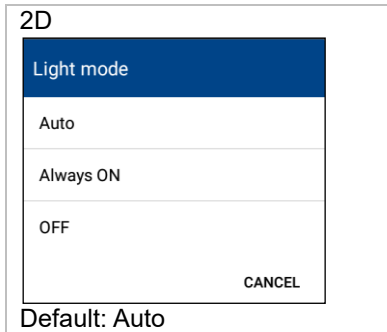 2D
Light mode
Auto
Always ON
OFF
CANCEL
Default: Auto